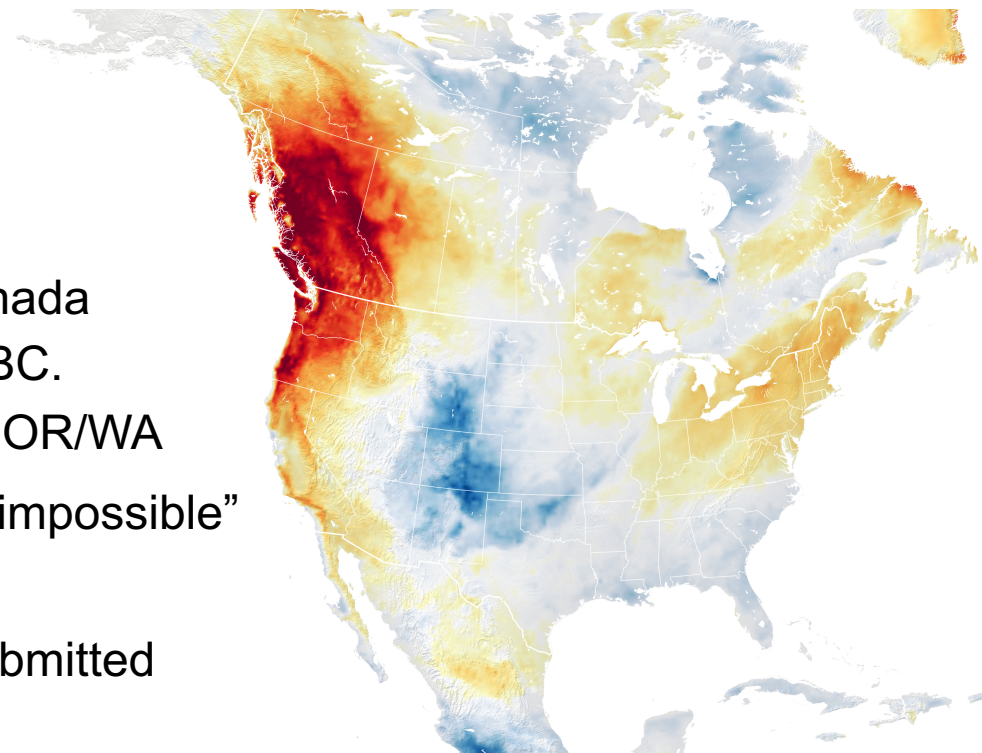 nada
BC.
OR/WA
impossible”
bmitted